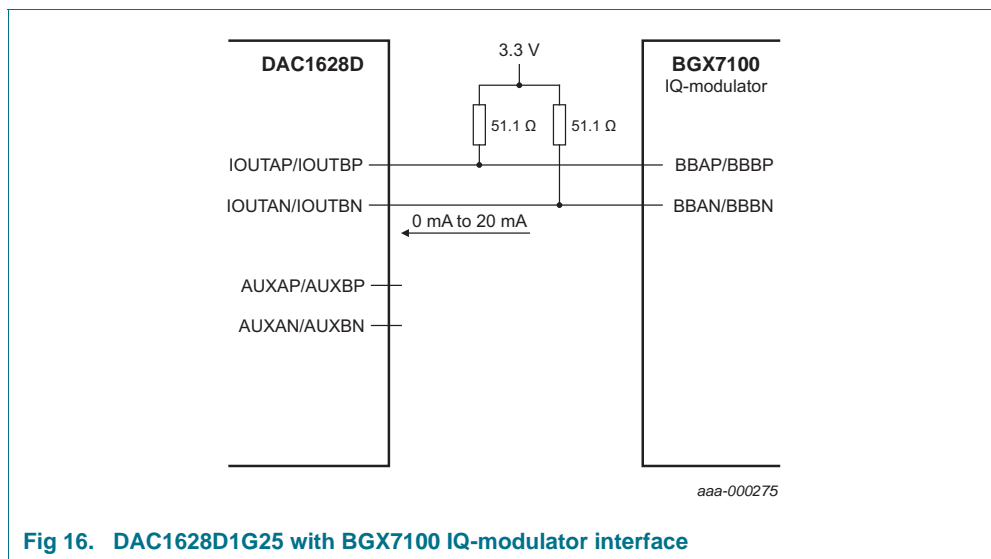 3.3 V
DAC1628D
BGX7100
IQ-modulator
51.1 Ω
51.1 Ω
IOUTAP/IOUTBP
BBAP/BBBP
IOUTAN/IOUTBN
BBAN/BBBN
0 mA to 20 mA
AUXAP/AUXBP
AUXAN/AUXBN
aaa-000275
Fig 16. DAC1628D1G25 with BGX7100 IQ-modulator interface